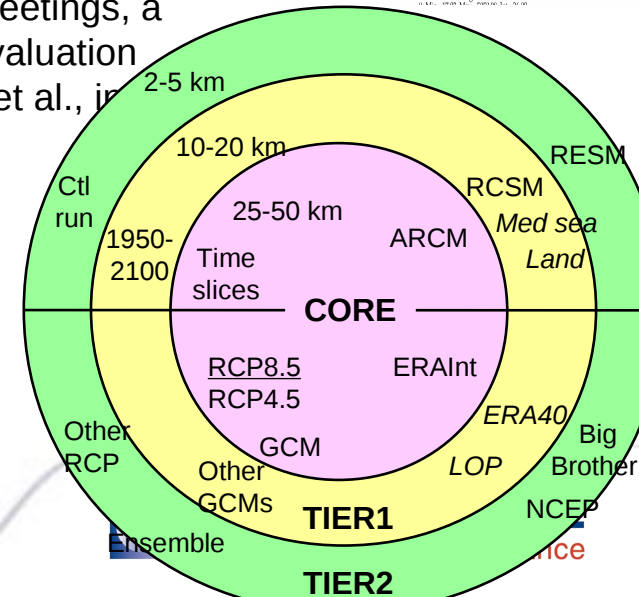 eetings, a
valuation
et al., in
2-5 km
10-20 km
25-50 km
RESM
Ctl
run
RCSM
Med sea
Land
1950-
2100
ARCM
Time
slices
CORE
RCP8.5
RCP4.5
ERAInt
GCM
ERA40
LOP
Other
RCP
Other
GCMs
Big
Brother
NCEP
TIER1
Ensemble
nce
TIER2